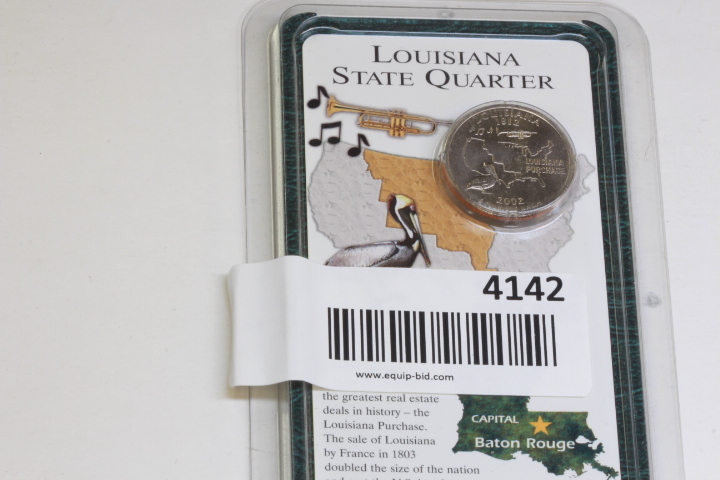 LOUISIANA
STATE QUARTER
LOUISIANA
1812
LOUISIANA
PURCHASE
2002
4142
www.equip-bid.com
the greatest real estate
deals in history – the
Louisiana Purchase.
The sale of Louisiana
by France in 1803
doubled the size of the nation
CAPITAL
Baton Rouge